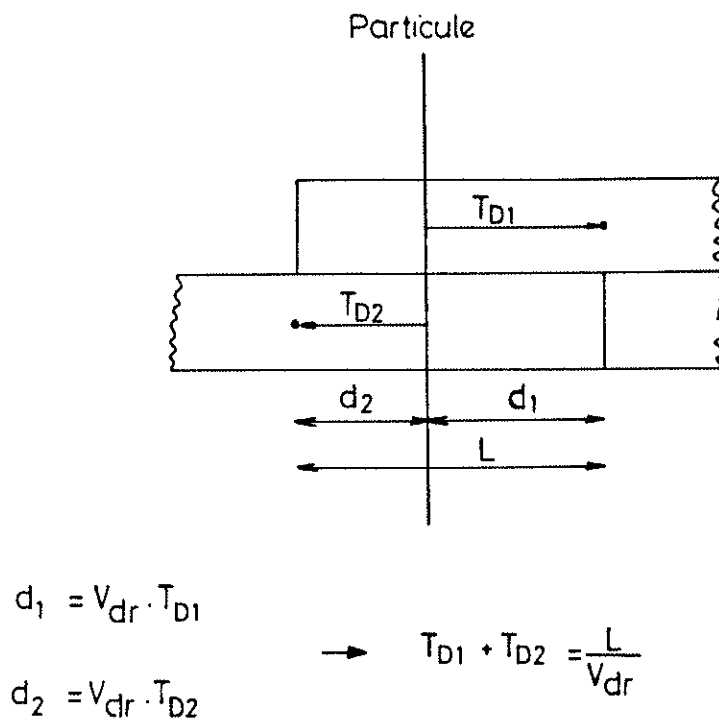 Particule
T_D1
T_D2
d_2 d_1
L
d_1 = V_dr . T_D1
→ T_D1 + T_D2 = L / V_dr
d_2 = V_dr . T_D2